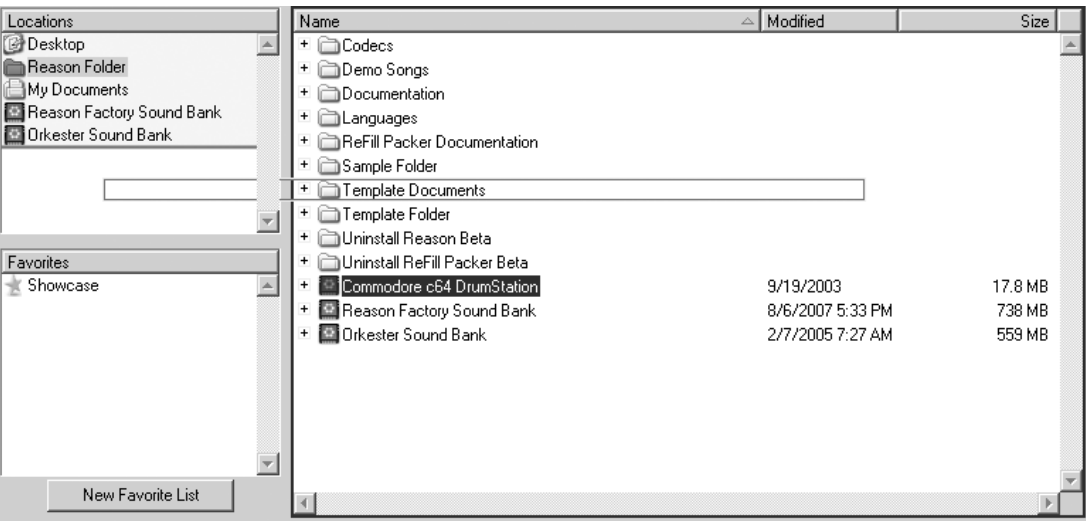 Locations
Desktop
Reason Folder
My Documents
Reason Factory Sound Bank
Orkester Sound Bank
Favorites
Showcase
New Favorite List
Name Modified Size
Codecs
Demo Songs
Documentation
Languages
ReFill Packer Documentation
Sample Folder
Template Documents
Template Folder
Uninstall Reason Beta
Uninstall ReFill Packer Beta
Commodore c64 DrumStation 9/19/2003 17.8 MB
Reason Factory Sound Bank 8/6/2007 5:33 PM 738 MB
Orkester Sound Bank 2/7/2005 7:27 AM 559 MB